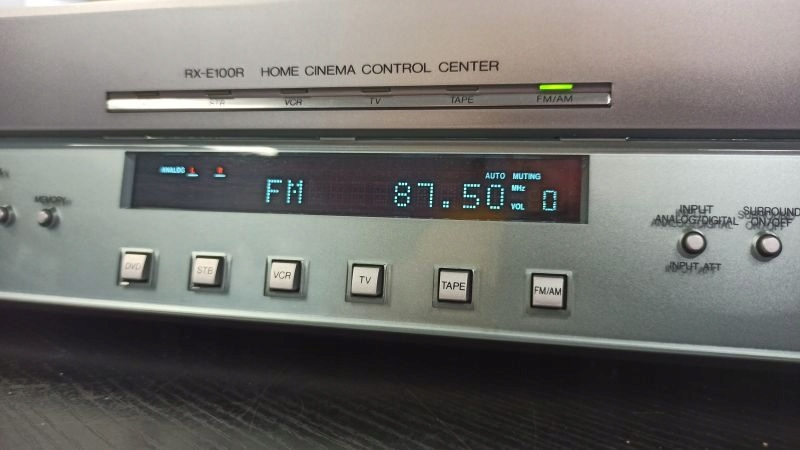 RX-E100R HOME CINEMA CONTROL CENTER
STB VCR TV TAPE FM/AM
ANALOG L R AUTO MUTING
FM 87.50 MHz VOL 0
MEMORY
INPUT ANALOG/DIGITAL
INPUT ATT
SURROUND ON/OFF
DVD STB VCR TV TAPE FM/AM